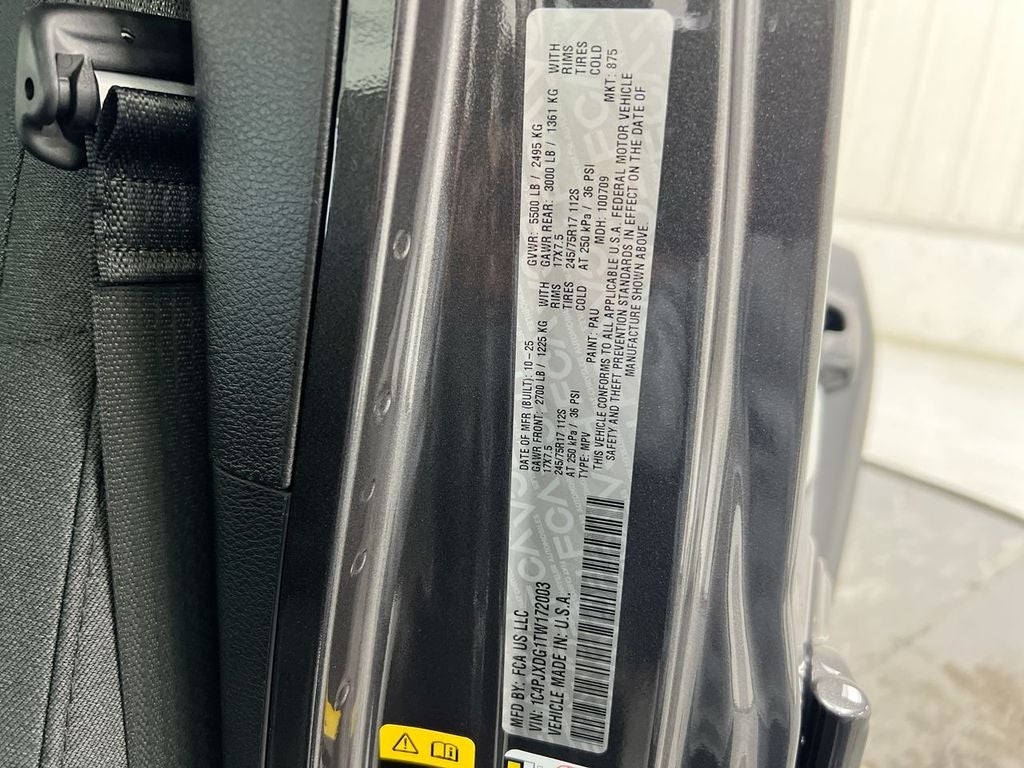 MFD BY: FCA US LLC
DATE OF MFR (BUILT): 10-25 GVWR: 5500 LB / 2495 KG
GAWR FRONT: 2700 LB / 1225 KG WITH GAWR REAR: 3000 LB / 1361 KG WITH
17X7.5 RIMS 17X7.5 RIMS
245/75R17 112S TIRES 245/75R17 112S TIRES
AT 250 kPa / 36 PSI COLD AT 250 kPa / 36 PSI COLD
VIN: 1C4PJXDG1TW172003
VEHICLE MADE IN: U.S.A.
TYPE: MPV PAINT: PAU MDH: 100709 MKT: 875
THIS VEHICLE CONFORMS TO ALL APPLICABLE U.S.A. FEDERAL MOTOR VEHICLE
SAFETY AND THEFT PREVENTION STANDARDS IN EFFECT ON THE DATE OF
MANUFACTURE SHOWN ABOVE.